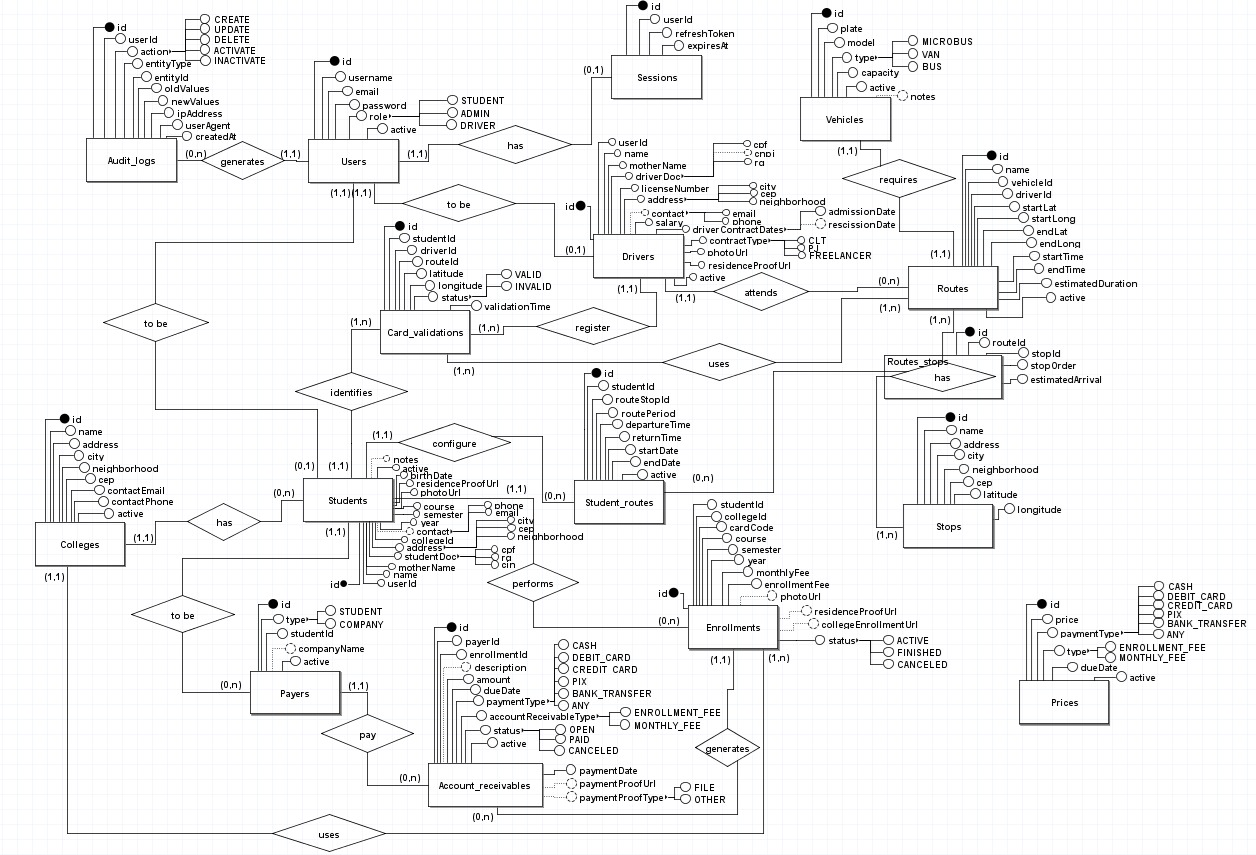 id
userId
action
entityType
entityId
oldValues
newValues
ipAddress
userAgent
createdAt
CREATE
UPDATE
DELETE
ACTIVATE
INACTIVATE
Audit_logs
(0,n)
generates
(1,1)
id
username
email
password
role
active
STUDENT
ADMIN
DRIVER
Users
(1,1)
has
(0,1)
id
userId
refreshToken
expiresAt
Sessions
id
plate
model
type
capacity
active
notes
MICROBUS
VAN
BUS
Vehicles
(1,1)
requires
(1,1)
(1,1)
(1,1)
to be
(0,1)
id
userId
name
motherName
driverDoc
cpf
cnpj
rg
licenseNumber
address
city
cep
neighborhood
contact
email
phone
salary
driverContractDates
admissionDate
rescissionDate
contractType
CLT
PJ
FREELANCER
photoUrl
residenceProofUrl
active
Drivers
(1,1)
(1,1)
attends
(0,n)
id
name
vehicleId
driverId
startLat
startLong
endLat
endLong
startTime
endTime
estimatedDuration
active
Routes
(1,n)
(1,n)
id
studentId
driverId
routeId
latitude
longitude
status
VALID
INVALID
validationTime
Card_validations
(1,n)
(1,n)
register
(1,n)
uses
to be
identifies
Routes_stops
has
id
routeId
stopId
stopOrder
estimatedArrival
id
name
address
city
neighborhood
cep
latitude
longitude
Stops
(1,n)
id
name
address
city
neighborhood
cep
contactEmail
contactPhone
active
Colleges
(1,1)
(1,1)
has
(0,n)
(0,1)
(1,1)
(1,1)
configure
(0,n)
id
studentId
routeStopId
routePeriod
departureTime
returnTime
startDate
endDate
active
Student_routes
(0,n)
Students
(1,1)
(1,1)
notes
active
birthDate
residenceProofUrl
photoUrl
course
semester
year
contact
phone
email
collegeId
address
city
cep
neighborhood
studentDoc
cpf
rg
cin
motherName
name
userId
id
performs
(0,n)
id
studentId
collegeId
cardCode
course
semester
year
monthlyFee
enrollmentFee
photoUrl
residenceProofUrl
collegeEnrollmentUrl
status
ACTIVE
FINISHED
CANCELED
Enrollments
(1,1)
(1,n)
to be
(0,n)
id
type
STUDENT
COMPANY
studentId
companyName
active
Payers
(1,1)
pay
(0,n)
id
payerId
enrollmentId
description
amount
dueDate
paymentType
CASH
DEBIT_CARD
CREDIT_CARD
PIX
BANK_TRANSFER
ANY
accountReceivableType
ENROLLMENT_FEE
MONTHLY_FEE
status
OPEN
PAID
CANCELED
active
Account_receivables
paymentDate
paymentProofUrl
paymentProofType
FILE
OTHER
(0,n)
generates
uses
id
price
paymentType
CASH
DEBIT_CARD
CREDIT_CARD
PIX
BANK_TRANSFER
ANY
type
ENROLLMENT_FEE
MONTHLY_FEE
dueDate
active
Prices